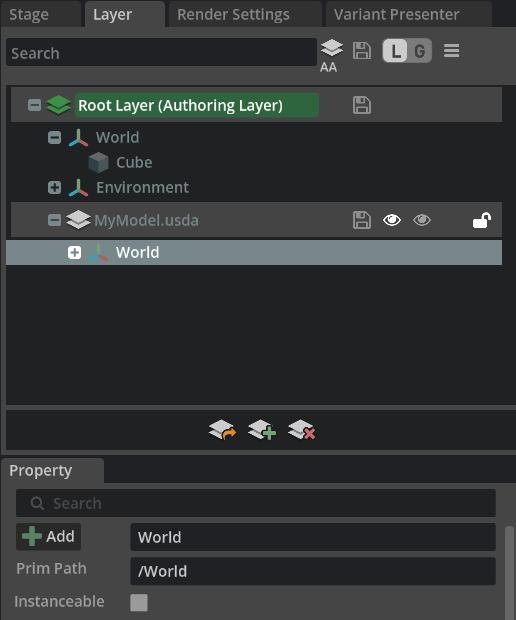 Stage Layer Render Settings Variant Presenter
Search AA L G
Root Layer (Authoring Layer)
World
Cube
Environment
MyModel.usda
World
Property
Search
Add World
Prim Path /World
Instanceable